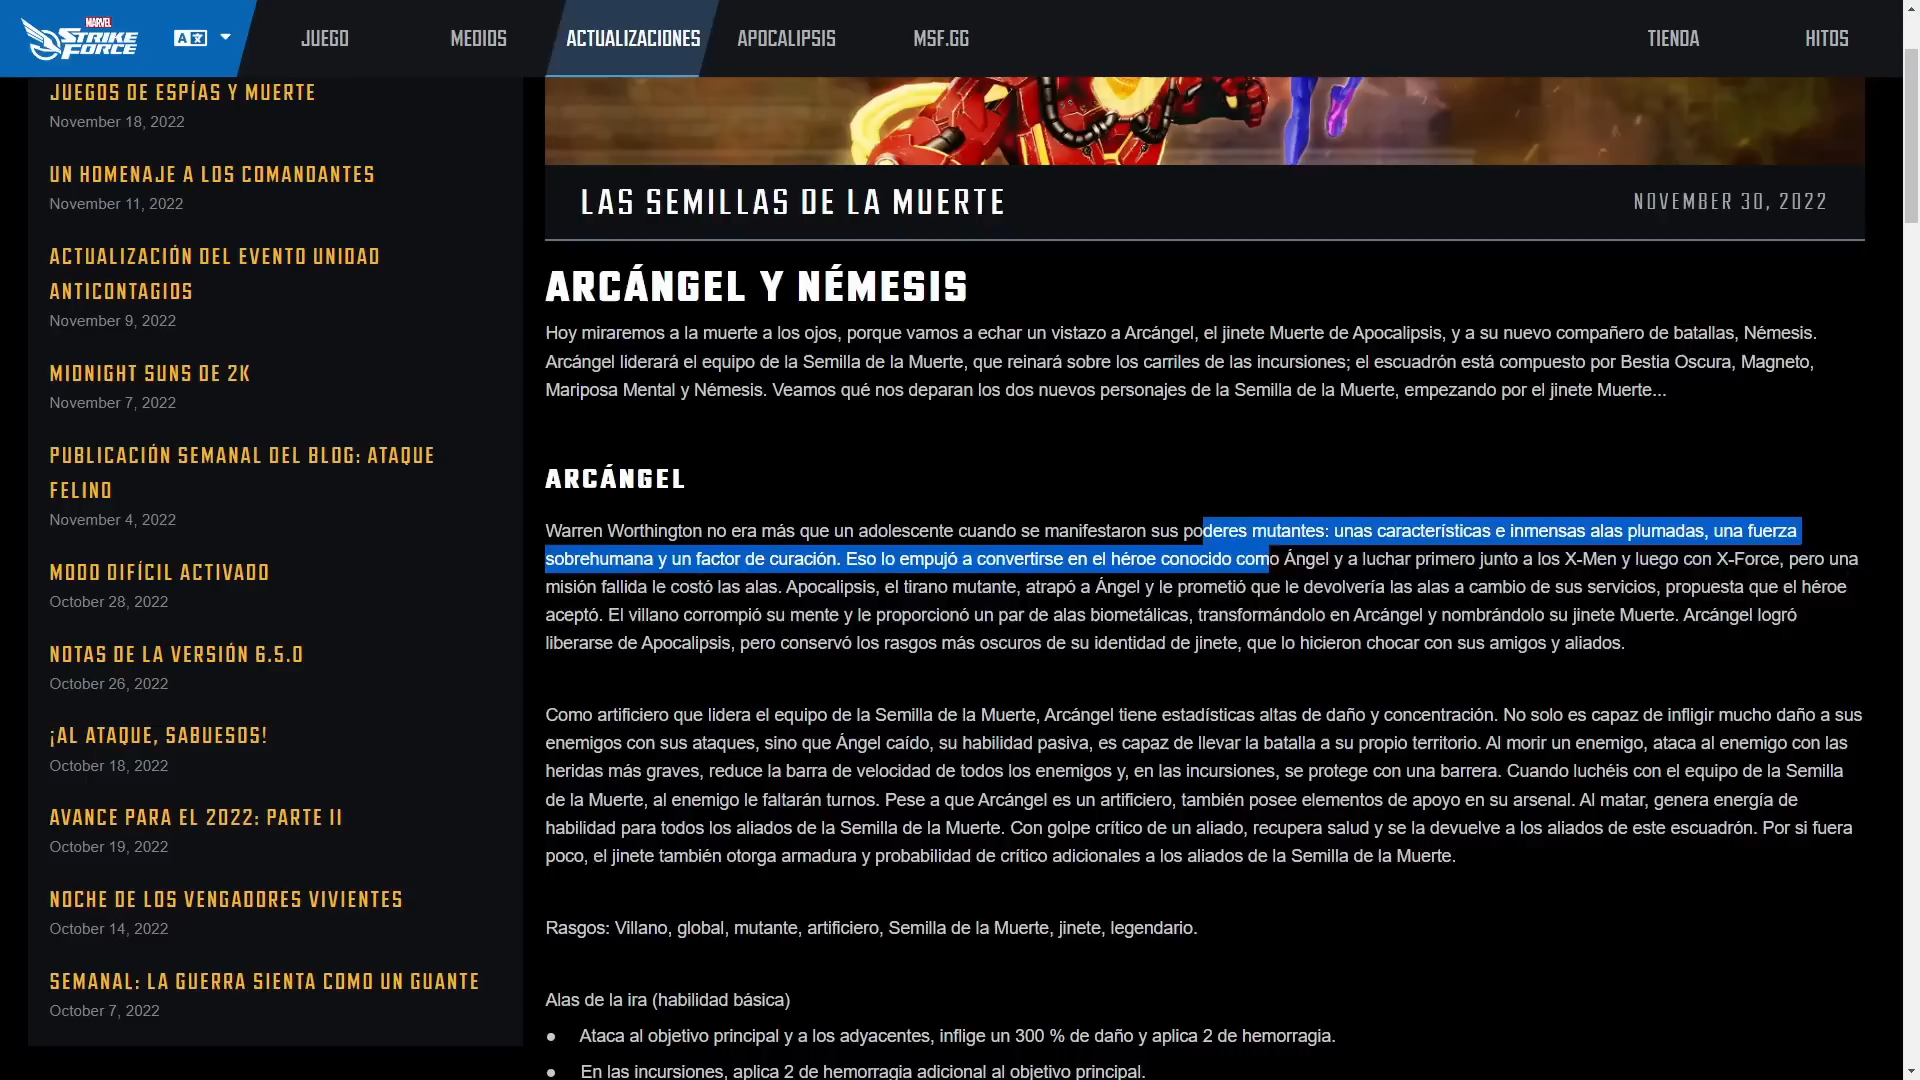 MARVEL
STRIKE
FORCE
JUEGO
MEDIOS
ACTUALIZACIONES
APOCALIPSIS
MSF.GG
TIENDA
HITOS
JUEGOS DE ESPÍAS Y MUERTE
November 18, 2022
UN HOMENAJE A LOS COMANDANTES
November 11, 2022
ACTUALIZACIÓN DEL EVENTO UNIDAD
ANTICONTAGIOS
November 9, 2022
MIDNIGHT SUNS DE 2K
November 7, 2022
PUBLICACIÓN SEMANAL DEL BLOG: ATAQUE
FELINO
November 4, 2022
MODO DIFÍCIL ACTIVADO
October 28, 2022
NOTAS DE LA VERSIÓN 6.5.0
October 26, 2022
¡AL ATAQUE, SABUESOS!
October 18, 2022
AVANCE PARA EL 2022: PARTE II
October 19, 2022
NOCHE DE LOS VENGADORES VIVIENTES
October 14, 2022
SEMANAL: LA GUERRA SIENTA COMO UN GUANTE
October 7, 2022
LAS SEMILLAS DE LA MUERTE
NOVEMBER 30, 2022
ARCÁNGEL Y NÉMESIS
Hoy miraremos a la muerte a los ojos, porque vamos a echar un vistazo a Arcángel, el jinete Muerte de Apocalipsis, y a su nuevo compañero de batallas, Némesis.
Arcángel liderará el equipo de la Semilla de la Muerte, que reinará sobre los carriles de las incursiones; el escuadrón está compuesto por Bestia Oscura, Magneto,
Mariposa Mental y Némesis. Veamos qué nos deparan los dos nuevos personajes de la Semilla de la Muerte, empezando por el jinete Muerte...
ARCÁNGEL
Warren Worthington no era más que un adolescente cuando se manifestaron sus poderes mutantes: unas características e inmensas alas plumadas, una fuerza
sobrehumana y un factor de curación. Eso lo empujó a convertirse en el héroe conocido como Ángel y a luchar primero junto a los X-Men y luego con X-Force, pero una
misión fallida le costó las alas. Apocalipsis, el tirano mutante, atrapó a Ángel y le prometió que le devolvería las alas a cambio de sus servicios, propuesta que el héroe
aceptó. El villano corrompió su mente y le proporcionó un par de alas biometálicas, transformándolo en Arcángel y nombrándolo su jinete Muerte. Arcángel logró
liberarse de Apocalipsis, pero conservó los rasgos más oscuros de su identidad de jinete, que lo hicieron chocar con sus amigos y aliados.
Como artificiero que lidera el equipo de la Semilla de la Muerte, Arcángel tiene estadísticas altas de daño y concentración. No solo es capaz de infligir mucho daño a sus
enemigos con sus ataques, sino que Ángel caído, su habilidad pasiva, es capaz de llevar la batalla a su propio territorio. Al morir un enemigo, ataca al enemigo con las
heridas más graves, reduce la barra de velocidad de todos los enemigos y, en las incursiones, se protege con una barrera. Cuando luchéis con el equipo de la Semilla
de la Muerte, al enemigo le faltarán turnos. Pese a que Arcángel es un artificiero, también posee elementos de apoyo en su arsenal. Al matar, genera energía de
habilidad para todos los aliados de la Semilla de la Muerte. Con golpe crítico de un aliado, recupera salud y se la devuelve a los aliados de este escuadrón. Por si fuera
poco, el jinete también otorga armadura y probabilidad de crítico adicionales a los aliados de la Semilla de la Muerte.
Rasgos: Villano, global, mutante, artificiero, Semilla de la Muerte, jinete, legendario.
Alas de la ira (habilidad básica)
● Ataca al objetivo principal y a los adyacentes, inflige un 300 % de daño y aplica 2 de hemorragia.
● En las incursiones, aplica 2 de hemorragia adicional al objetivo principal.